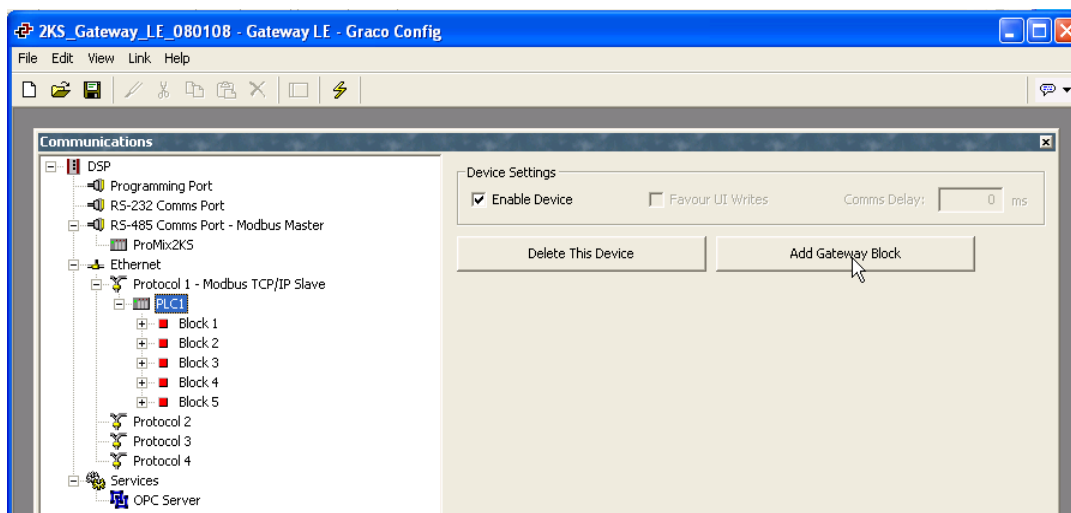 2KS_Gateway_LE_080108 - Gateway LE - Graco Config
File Edit View Link Help
Communications
DSP
Programming Port
RS-232 Comms Port
RS-485 Comms Port - Modbus Master
ProMix2KS
Ethernet
Protocol 1 - Modbus TCP/IP Slave
PLC1
Block 1
Block 2
Block 3
Block 4
Block 5
Protocol 2
Protocol 3
Protocol 4
Services
OPC Server
Device Settings
Enable Device Favour UI Writes Comms Delay: 0 ms
Delete This Device Add Gateway Block